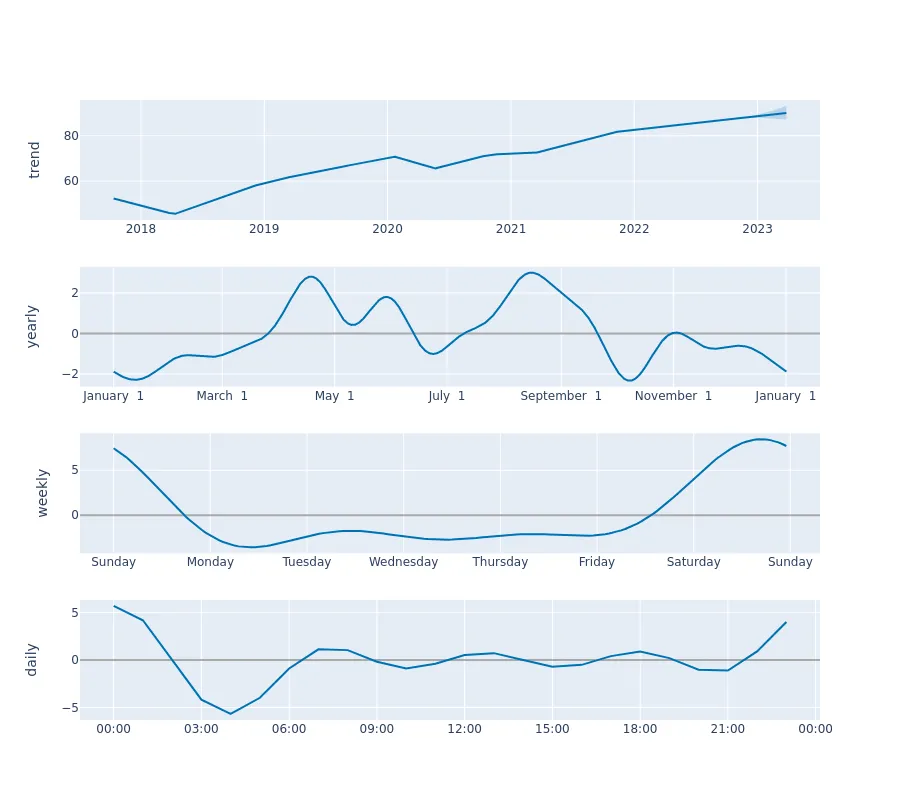 trend
80
60
2018 2019 2020 2021 2022 2023
yearly
2
0
−2
January 1 March 1 May 1 July 1 September 1 November 1 January 1
weekly
5
0
Sunday Monday Tuesday Wednesday Thursday Friday Saturday Sunday
daily
5
0
−5
00:00 03:00 06:00 09:00 12:00 15:00 18:00 21:00 00:00